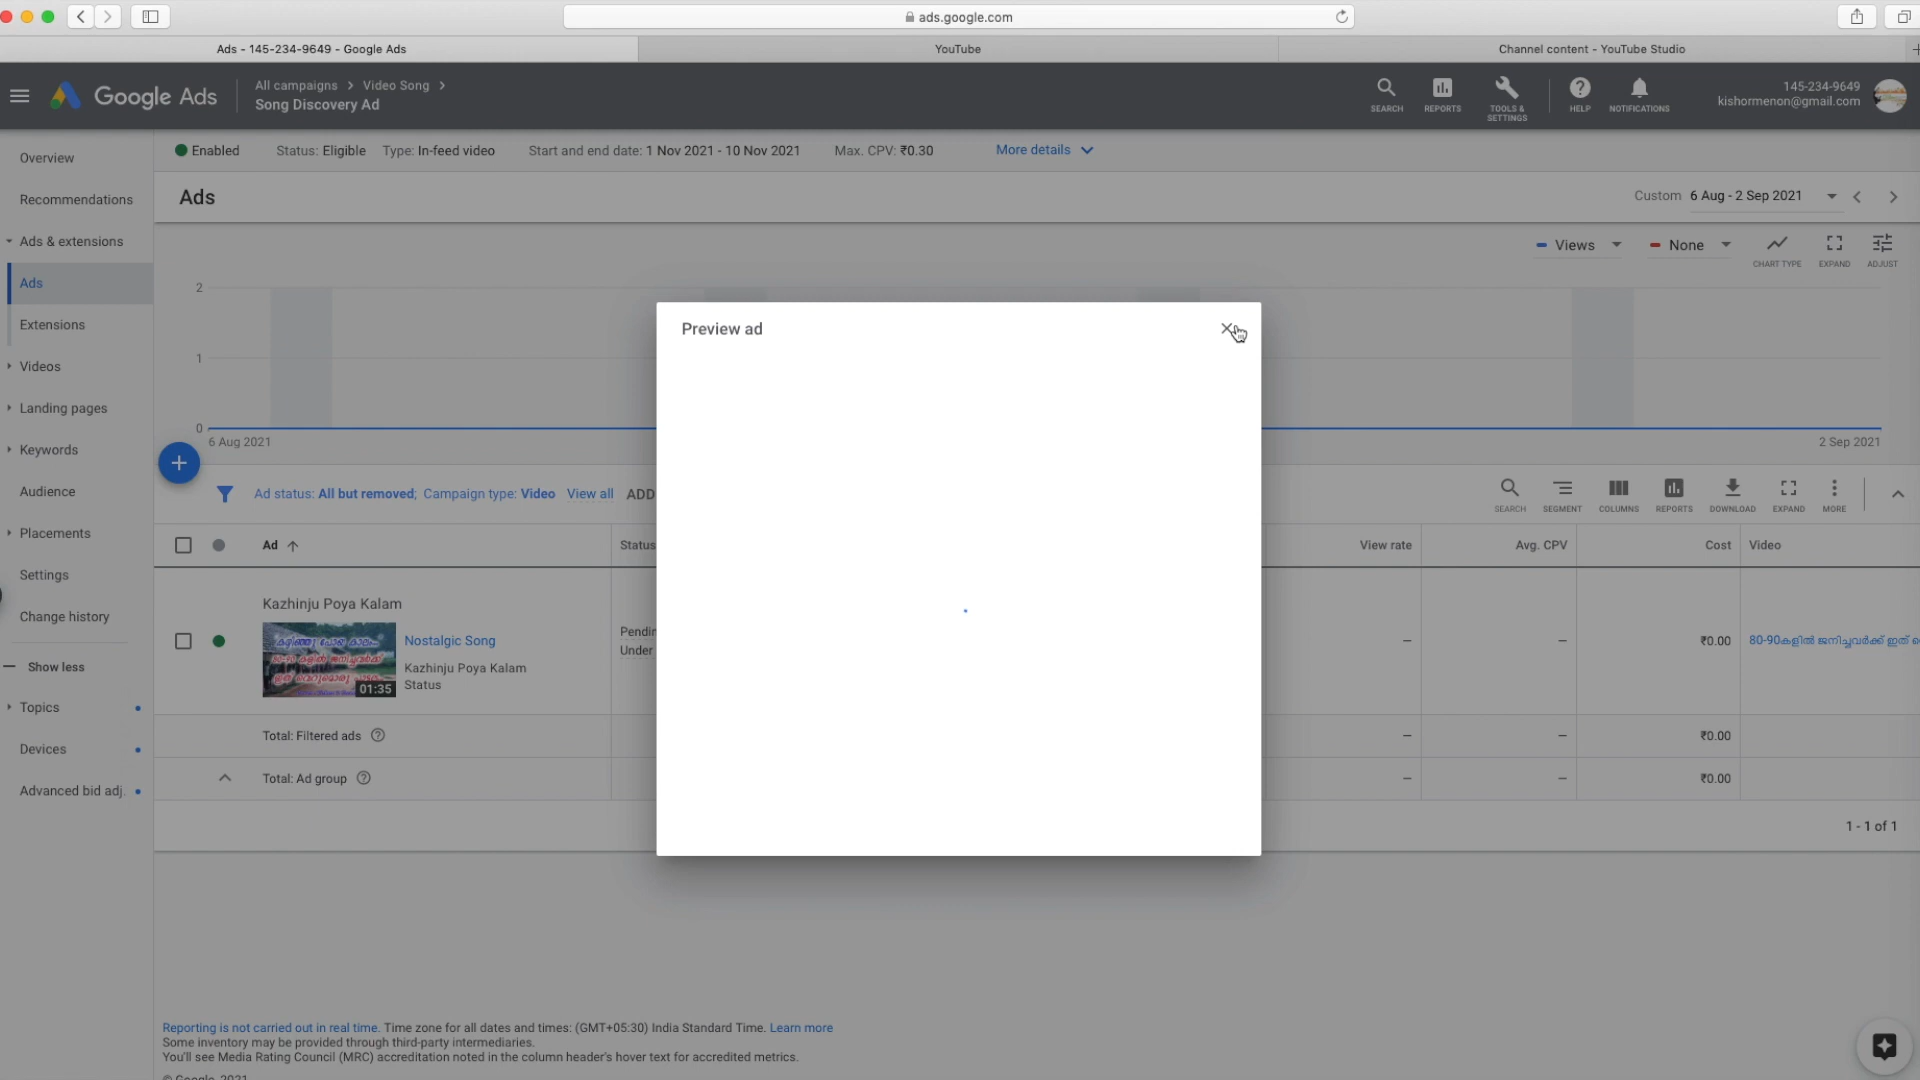 ads.google.com
Ads - 145-234-9649 - Google Ads
YouTube
Channel content - YouTube Studio
Google Ads
All campaigns > Video Song >
Song Discovery Ad
SEARCH
REPORTS
TOOLS &
SETTINGS
HELP
NOTIFICATIONS
145-234-9649
kishormenon@gmail.com
Enabled
Status: Eligible Type: In-feed video
Start and end date: 1 Nov 2021 - 10 Nov 2021
Max. CPV: ₹0.30
More details
Overview
Recommendations
Ads & extensions
Ads
Extensions
Videos
Landing pages
Keywords
Audience
Placements
Settings
Change history
Show less
Topics
Devices
Advanced bid adj.
Ads
Custom 6 Aug - 2 Sep 2021
Views
None
CHART TYPE
EXPAND
ADJUST
2
1
0
6 Aug 2021
2 Sep 2021
Preview ad
Ad status: All but removed; Campaign type: Video View all ADD
SEARCH
SEGMENT
COLUMNS
REPORTS
DOWNLOAD
EXPAND
MORE
Ad
Status
View rate
Avg. CPV
Cost
Video
Kazhinju Poya Kalam
കഴിഞ്ഞു പോയ കാലം...
01:35
Nostalgic Song
Kazhinju Poya Kalam
Status
Under
–
–
₹0.00
80-90കളിൽ ജനിച്ചവർക്ക് ഇത്
Total: Filtered ads
–
–
₹0.00
Total: Ad group
–
–
₹0.00
1 - 1 of 1
Reporting is not carried out in real time. Time zone for all dates and times: (GMT+05:30) India Standard Time. Learn more
Some inventory may be provided through third-party intermediaries.
You'll see Media Rating Council (MRC) accreditation noted in the column header's hover text for accredited metrics.
© Google, 2021